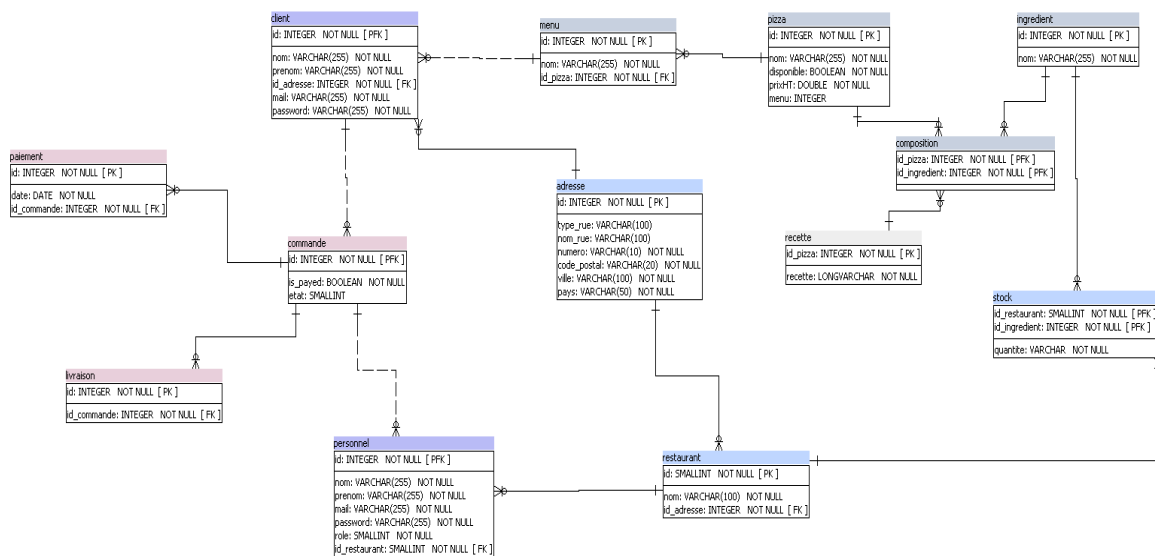 client
id: INTEGER NOT NULL [ PFK ]
nom: VARCHAR(255) NOT NULL
prenom: VARCHAR(255) NOT NULL
id_adresse: INTEGER NOT NULL [ FK ]
mail: VARCHAR(255) NOT NULL
password: VARCHAR(255) NOT NULL
menu
id: INTEGER NOT NULL [ PK ]
nom: VARCHAR(255) NOT NULL
id_pizza: INTEGER NOT NULL [ FK ]
pizza
id: INTEGER NOT NULL [ PK ]
nom: VARCHAR(255) NOT NULL
disponible: BOOLEAN NOT NULL
prixHT: DOUBLE NOT NULL
menu: INTEGER
ingredient
id: INTEGER NOT NULL [ PK ]
nom: VARCHAR(255) NOT NULL
paiement
id: INTEGER NOT NULL [ PK ]
date: DATE NOT NULL
id_commande: INTEGER NOT NULL [ FK ]
composition
id_pizza: INTEGER NOT NULL [ PFK ]
id_ingredient: INTEGER NOT NULL [ PFK ]
adresse
id: INTEGER NOT NULL [ PK ]
type_rue: VARCHAR(100)
nom_rue: VARCHAR(100)
numero: VARCHAR(10) NOT NULL
code_postal: VARCHAR(20) NOT NULL
ville: VARCHAR(100) NOT NULL
pays: VARCHAR(50) NOT NULL
commande
id: INTEGER NOT NULL [ PFK ]
is_payed: BOOLEAN NOT NULL
etat: SMALLINT
recette
id_pizza: INTEGER NOT NULL [ PK ]
recette: LONGVARCHAR NOT NULL
stock
id_restaurant: SMALLINT NOT NULL [ PFK ]
id_ingredient: INTEGER NOT NULL [ PFK ]
quantite: VARCHAR NOT NULL
livraison
id: INTEGER NOT NULL [ PK ]
id_commande: INTEGER NOT NULL [ FK ]
personnel
id: INTEGER NOT NULL [ PFK ]
nom: VARCHAR(255) NOT NULL
prenom: VARCHAR(255) NOT NULL
mail: VARCHAR(255) NOT NULL
password: VARCHAR(255) NOT NULL
role: SMALLINT NOT NULL
id_restaurant: SMALLINT NOT NULL [ FK ]
restaurant
id: SMALLINT NOT NULL [ PK ]
nom: VARCHAR(100) NOT NULL
id_adresse: INTEGER NOT NULL [ FK ]